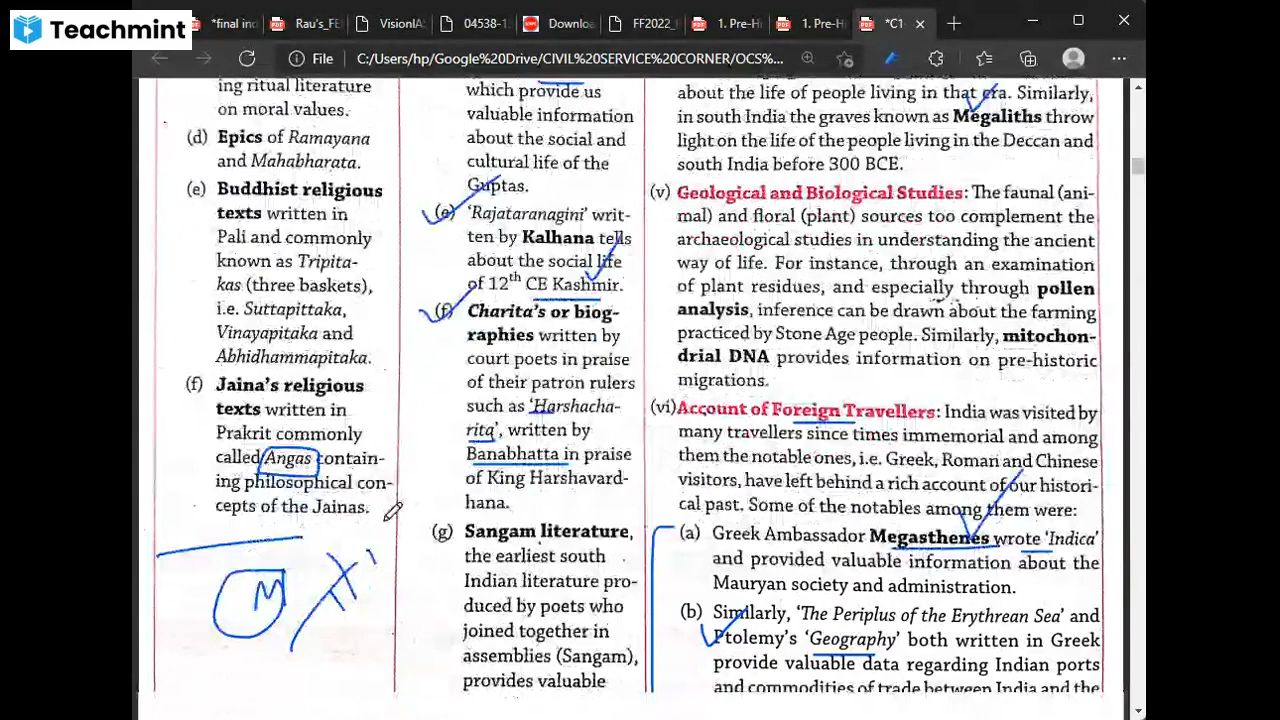 Teachmint
*final in
Rau's_FE
VisionIA
04538-1
Downloa
FF2022_
1. Pre-Hi
1. Pre-H
*C1
File
C:/Users/hp/Google%20Drive/CIVIL%20SERVICE%20CORNER/OCS%...
ing ritual literature
on moral values.
(d) Epics of Ramayana
and Mahabharata.
(e) Buddhist religious
texts written in
Pali and commonly
known as Tripita-
kas (three baskets),
i.e. Suttapittaka,
Vinayapitaka and
Abhidhammapitaka.
(f) Jaina's religious
texts written in
Prakrit commonly
called Angas contain-
ing philosophical con-
cepts of the Jainas.
M
which provide us
valuable information
about the social and
cultural life of the
Guptas.
(e) 'Rajataranagini' writ-
ten by Kalhana tells
about the social life
of 12th CE Kashmir.
(f) Charita's or biog-
raphies written by
court poets in praise
of their patron rulers
such as 'Harshacha-
rita', written by
Banabhatta in praise
of King Harshavard-
hana.
(g) Sangam literature,
the earliest south
Indian literature pro-
duced by poets who
joined together in
assemblies (Sangam),
provides valuable
about the life of people living in that era. Similarly,
in south India the graves known as Megaliths throw
light on the life of the people living in the Deccan and
south India before 300 BCE.
(v) Geological and Biological Studies: The faunal (ani-
mal) and floral (plant) sources too complement the
archaeological studies in understanding the ancient
way of life. For instance, through an examination
of plant residues, and especially through pollen
analysis, inference can be drawn about the farming
practiced by Stone Age people. Similarly, mitochon-
drial DNA provides information on pre-historic
migrations.
(vi) Account of Foreign Travellers: India was visited by
many travellers since times immemorial and among
them the notable ones, i.e. Greek, Roman and Chinese
visitors, have left behind a rich account of our histori-
cal past. Some of the notables among them were:
(a) Greek Ambassador Megasthenes wrote 'Indica'
and provided valuable information about the
Mauryan society and administration.
(b) Similarly, 'The Periplus of the Erythrean Sea' and
Ptolemy's 'Geography' both written in Greek
provide valuable data regarding Indian ports
and commodities of trade between India and the